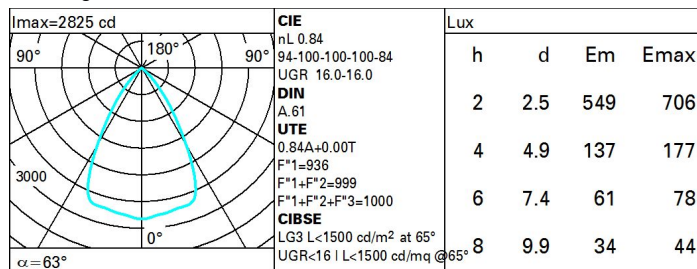 Imax=2825 cd
90°
180°
90°
3000
0°
α=63°
CIE
nL 0.84
94-100-100-100-84
UGR 16.0-16.0
DIN
A.61
UTE
0.84A+0.00T
F"1=936
F"1+F"2=999
F"1+F"2+F"3=1000
CIBSE
LG3 L<1500 cd/m² at 65°
UGR<16 | L<1500 cd/mq @65°
Lux
h d Em Emax
2 2.5 549 706
4 4.9 137 177
6 7.4 61 78
8 9.9 34 44